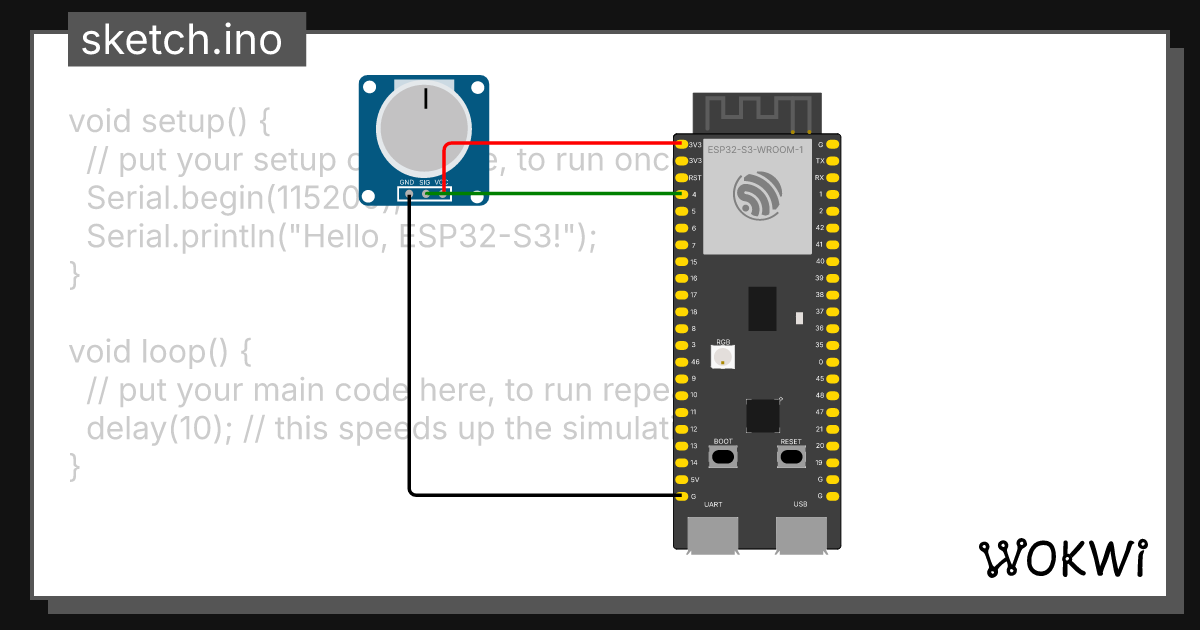 sketch.ino
void setup() {
// put your setup c
e, to run onc
Serial.begin(11520
Serial.println("Hello, ESP32-S3!");
}
void loop() {
// put your main code here, to run repe
delay(10); // this speeds up the simulati
}
GND SIG VCC
ESP32-S3-WROOM-1
3V3
3V3
RST
4
5
6
7
15
16
17
18
8
3
46
9
10
11
12
13
14
5V
G
G
TX
RX
1
2
42
41
40
39
38
37
36
35
0
45
48
47
21
20
19
G
G
RGB
BOOT
RESET
UART
USB
WOKWi